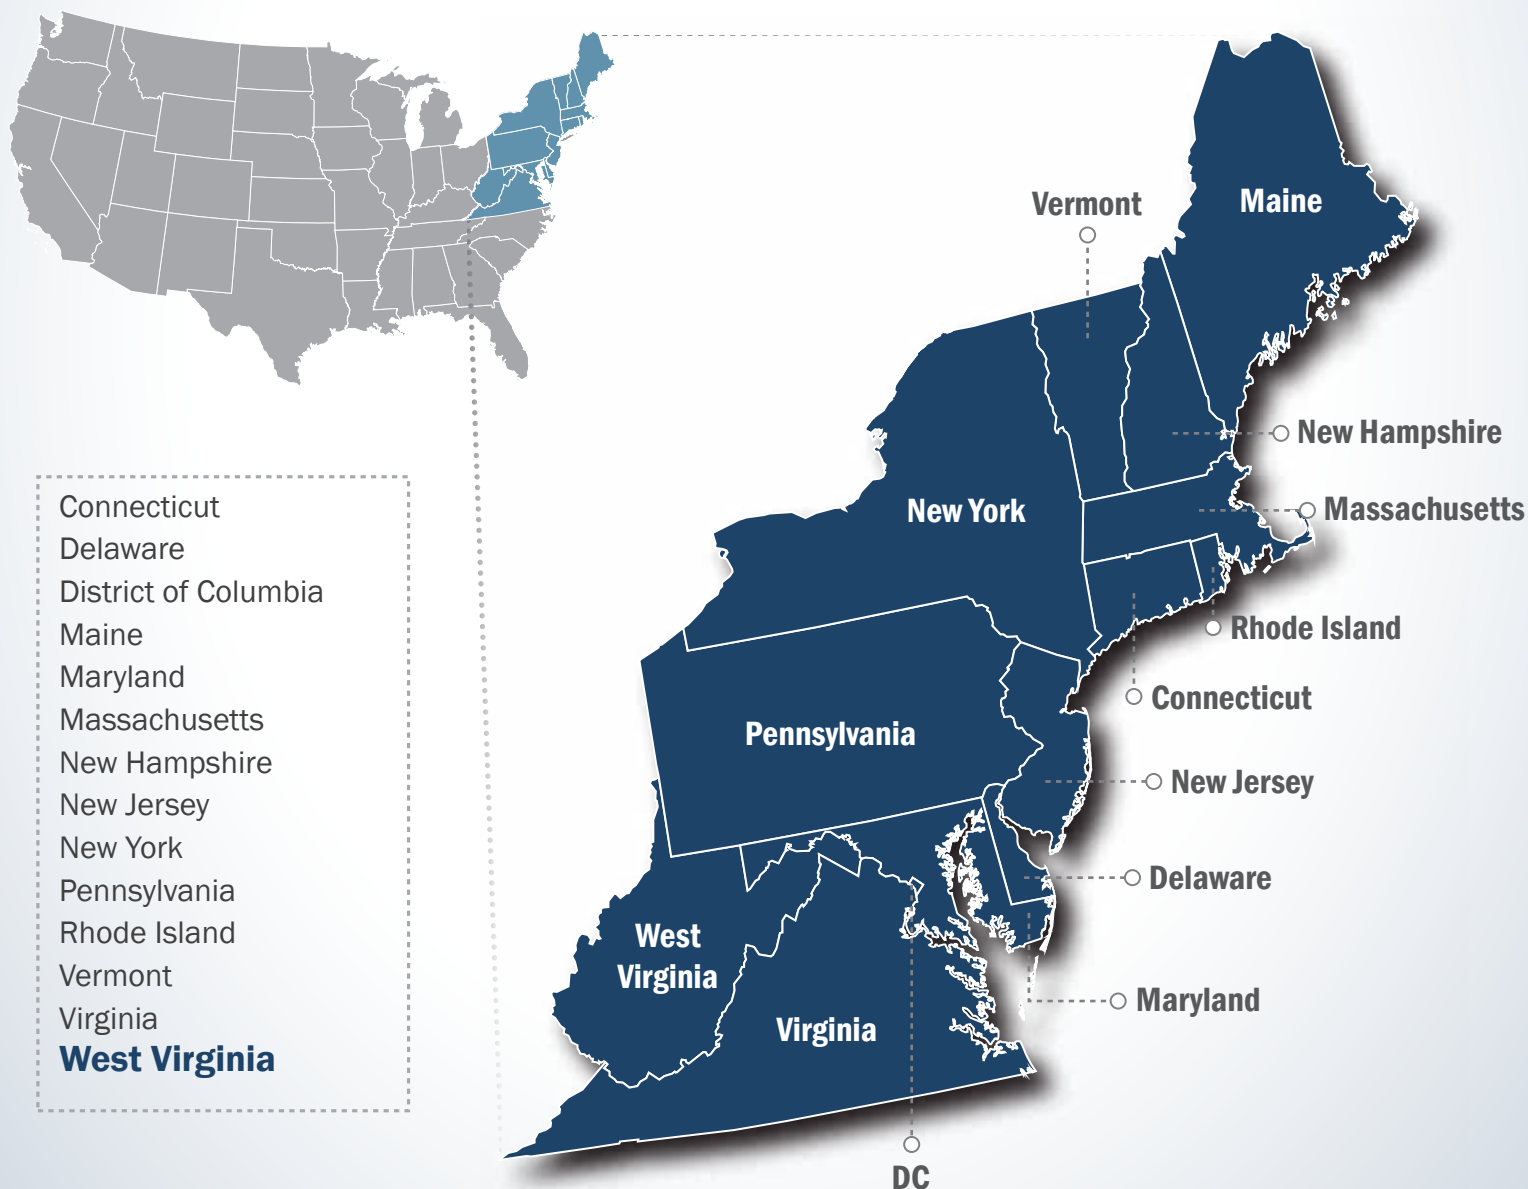 Vermont
Maine
New Hampshire
New York
Massachusetts
Rhode Island
Connecticut
Pennsylvania
New Jersey
Delaware
West
Virginia
Maryland
Virginia
DC
Connecticut
Delaware
District of Columbia
Maine
Maryland
Massachusetts
New Hampshire
New Jersey
New York
Pennsylvania
Rhode Island
Vermont
Virginia
West Virginia